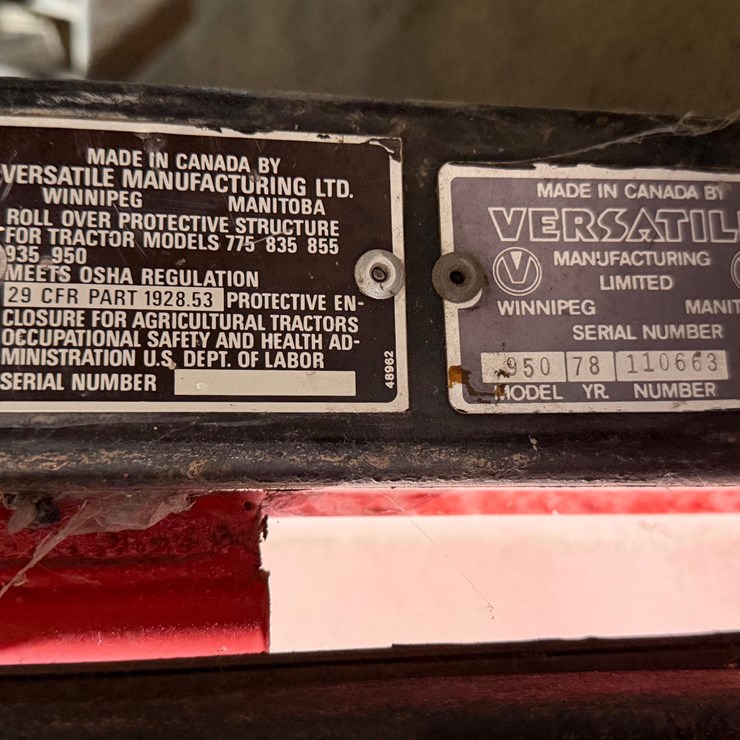 MADE IN CANADA BY
VERSATILE MANUFACTURING LTD.
WINNIPEG MANITOBA
ROLL OVER PROTECTIVE STRUCTURE
FOR TRACTOR MODELS 775 835 855
935 950
MEETS OSHA REGULATION
29 CFR PART 1928.53 PROTECTIVE EN-
CLOSURE FOR AGRICULTURAL TRACTORS
OCCUPATIONAL SAFETY AND HEALTH AD-
MINISTRATION U.S. DEPT. OF LABOR
SERIAL NUMBER
48962
MADE IN CANADA BY
VERSATIL
V
MANUFACTURING
LIMITED
WINNIPEG MANIT
SERIAL NUMBER
950 78 110663
MODEL YR. NUMBER